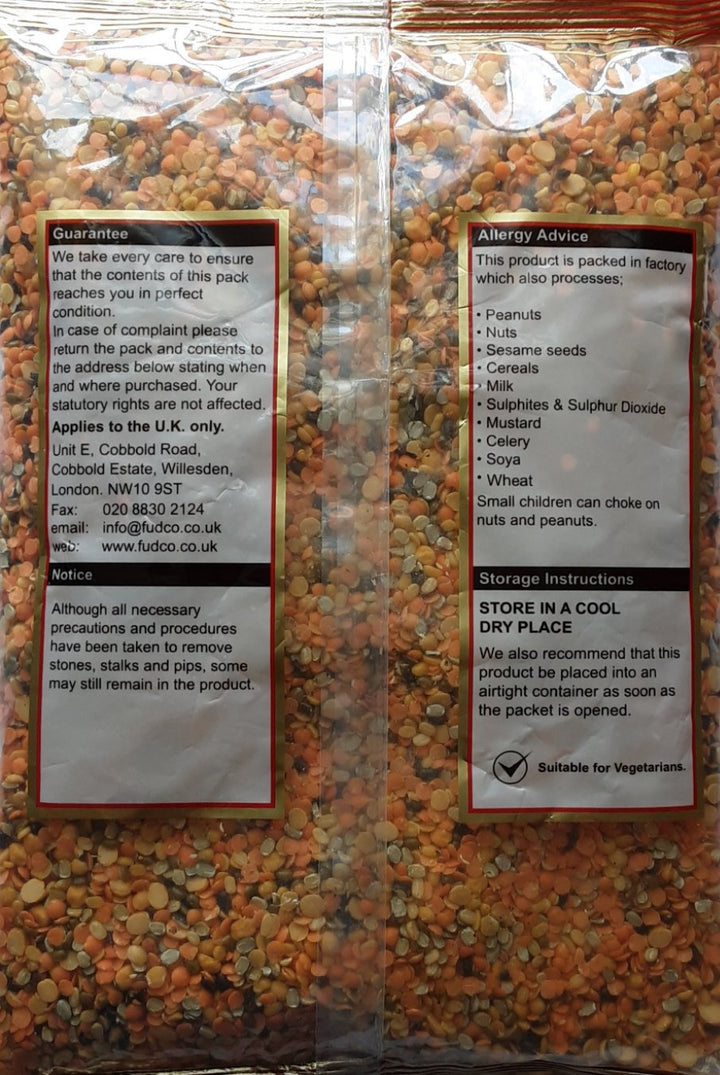 Guarantee
We take every care to ensure
that the contents of this pack
reaches you in perfect
condition.
In case of complaint please
return the pack and contents to
the address below stating when
and where purchased. Your
statutory rights are not affected.
Applies to the U.K. only.
Unit E, Cobbold Road,
Cobbold Estate, Willesden,
London. NW10 9ST
Fax: 020 8830 2124
email: info@fudco.co.uk
web: www.fudco.co.uk
Notice
Although all necessary
precautions and procedures
have been taken to remove
stones, stalks and pips, some
may still remain in the product.
Allergy Advice
This product is packed in factory
which also processes;
• Peanuts
• Nuts
• Sesame seeds
• Cereals
• Milk
• Sulphites & Sulphur Dioxide
• Mustard
• Celery
• Soya
• Wheat
Small children can choke on
nuts and peanuts.
Storage Instructions
STORE IN A COOL
DRY PLACE
We also recommend that this
product be placed into an
airtight container as soon as
the packet is opened.
Suitable for Vegetarians.